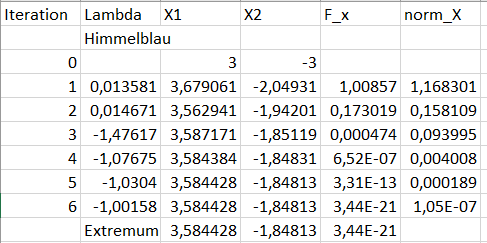 Iteration Lambda X1 X2 F_x norm_X
Himmelblau
0 3 -3
1 0,013581 3,679061 -2,04931 1,00857 1,168301
2 0,014671 3,562941 -1,94201 0,173019 0,158109
3 -1,47617 3,587171 -1,85119 0,000474 0,093995
4 -1,07675 3,584384 -1,84831 6,52E-07 0,004008
5 -1,0304 3,584428 -1,84813 3,31E-13 0,000189
6 -1,00158 3,584428 -1,84813 3,44E-21 1,05E-07
Extremum 3,584428 -1,84813 3,44E-21